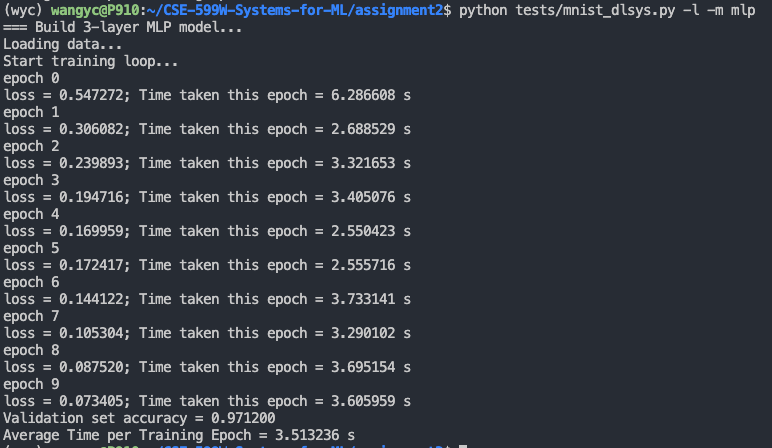 (wyc) wangyc@P910:~/CSE-599W-Systems-for-ML/assignment2$ python tests/mnist_dlsys.py -l -m mlp
=== Build 3-layer MLP model...
Loading data...
Start training loop...
epoch 0
loss = 0.547272; Time taken this epoch = 6.286608 s
epoch 1
loss = 0.306082; Time taken this epoch = 2.688529 s
epoch 2
loss = 0.239893; Time taken this epoch = 3.321653 s
epoch 3
loss = 0.194716; Time taken this epoch = 3.405076 s
epoch 4
loss = 0.169959; Time taken this epoch = 2.550423 s
epoch 5
loss = 0.172417; Time taken this epoch = 2.555716 s
epoch 6
loss = 0.144122; Time taken this epoch = 3.733141 s
epoch 7
loss = 0.105304; Time taken this epoch = 3.290102 s
epoch 8
loss = 0.087520; Time taken this epoch = 3.695154 s
epoch 9
loss = 0.073405; Time taken this epoch = 3.605959 s
Validation set accuracy = 0.971200
Average Time per Training Epoch = 3.513236 s